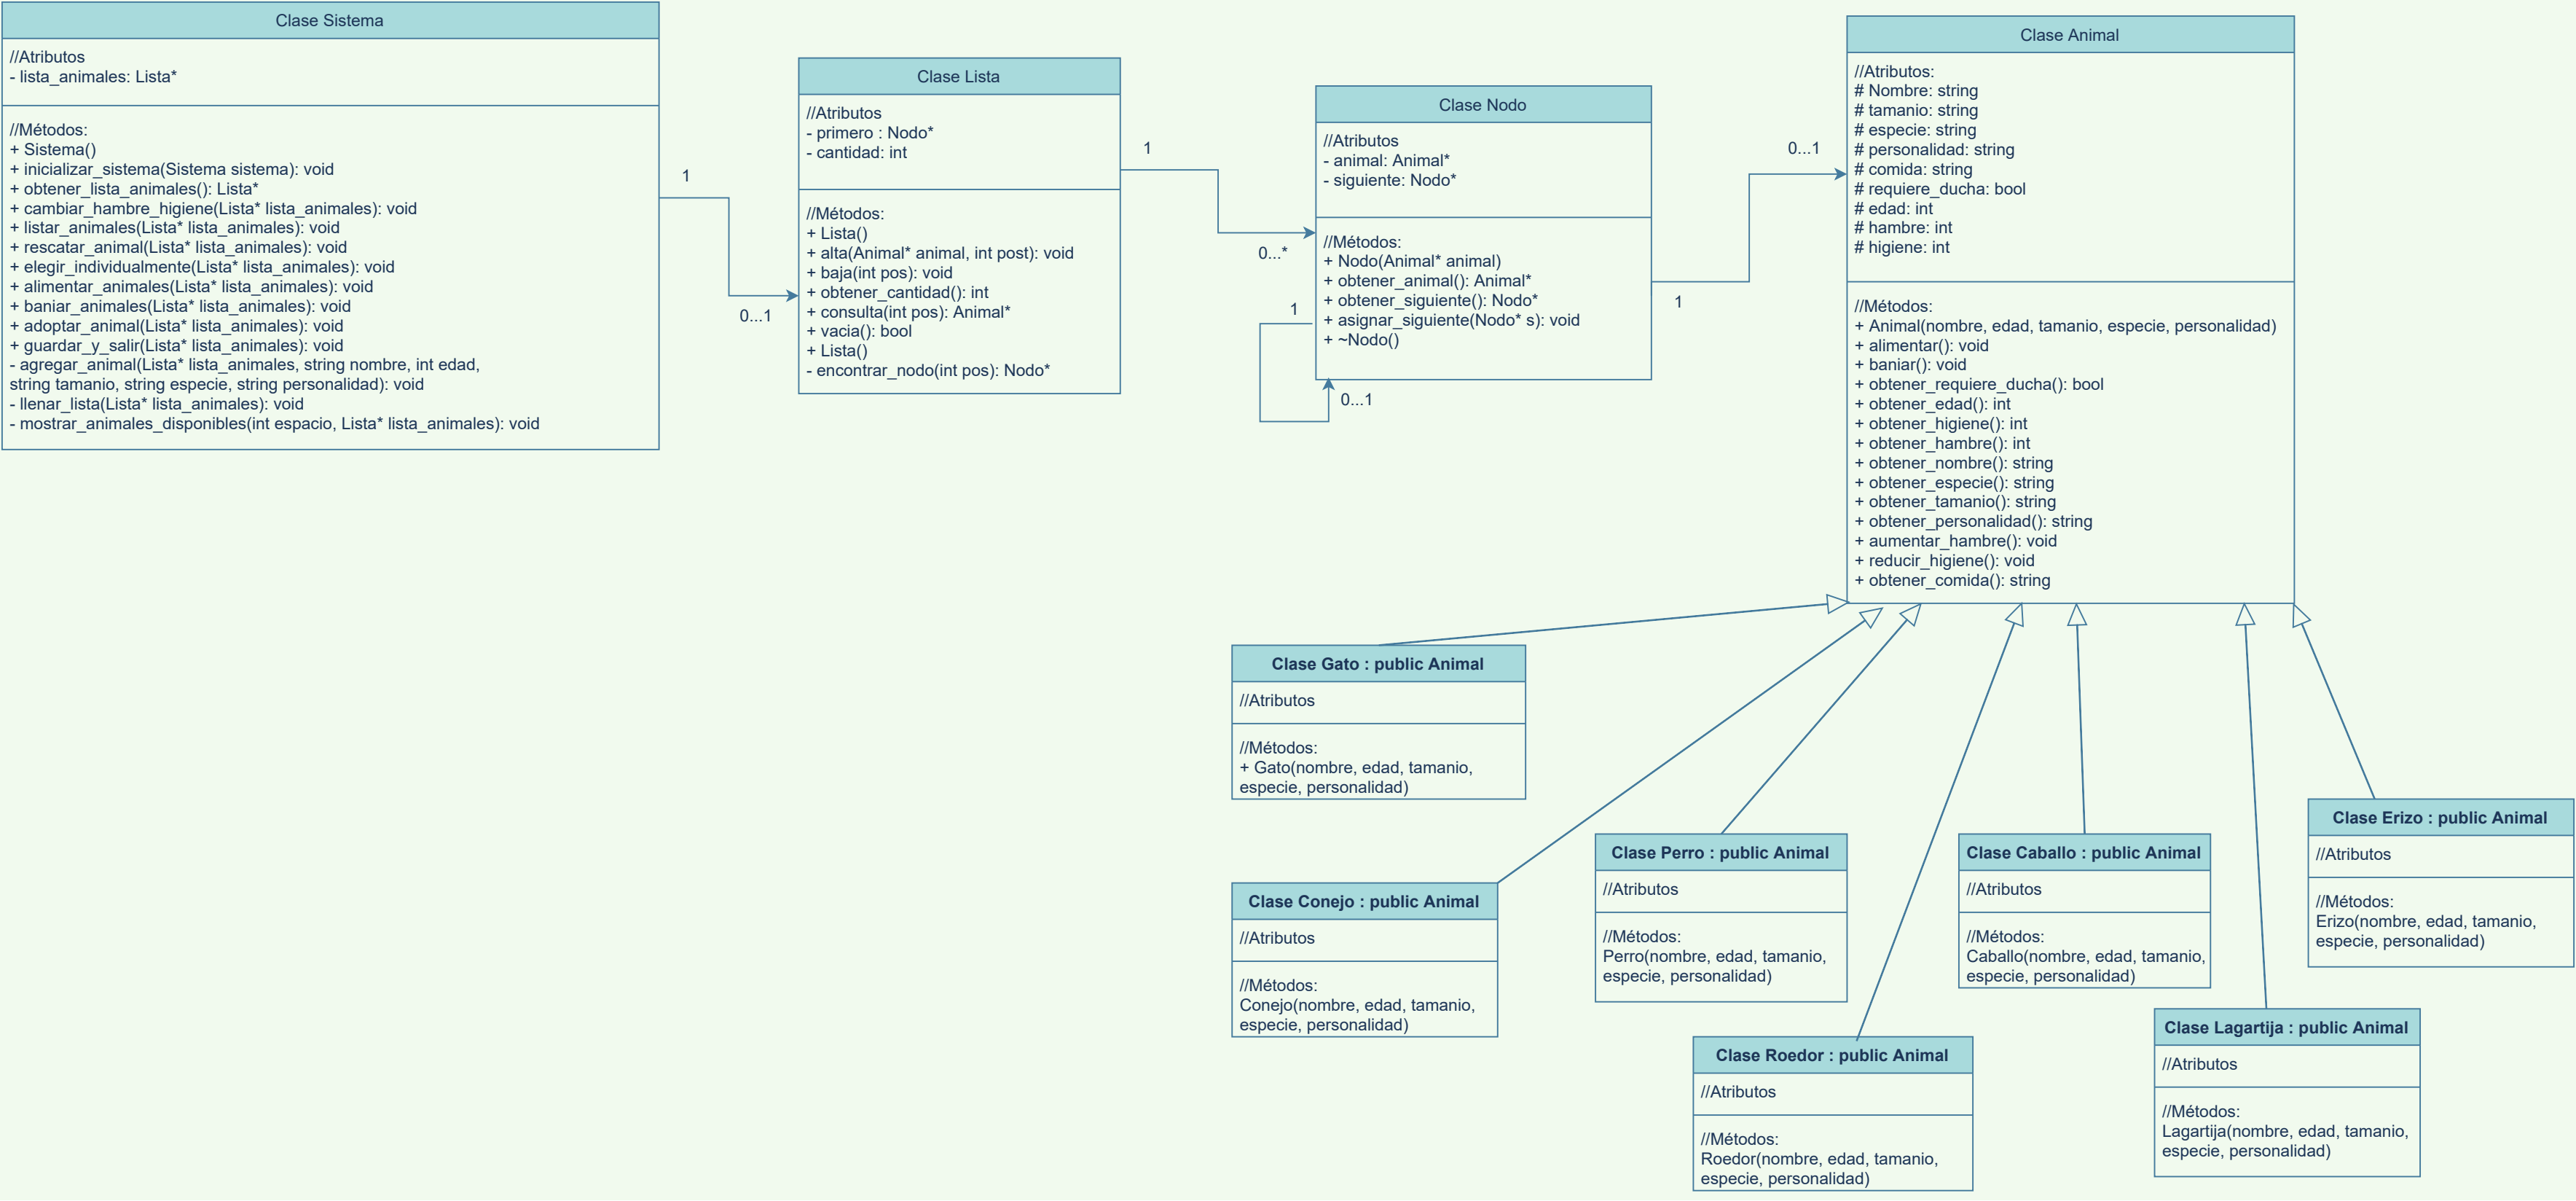 Clase Sistema
//Atributos
- lista_animales: Lista*
//Métodos:
+ Sistema()
+ inicializar_sistema(Sistema sistema): void
+ obtener_lista_animales(): Lista*
+ cambiar_hambre_higiene(Lista* lista_animales): void
+ listar_animales(Lista* lista_animales): void
+ rescatar_animal(Lista* lista_animales): void
+ elegir_individualmente(Lista* lista_animales): void
+ alimentar_animales(Lista* lista_animales): void
+ baniar_animales(Lista* lista_animales): void
+ adoptar_animal(Lista* lista_animales): void
+ guardar_y_salir(Lista* lista_animales): void
- agregar_animal(Lista* lista_animales, string nombre, int edad,
string tamanio, string especie, string personalidad): void
- llenar_lista(Lista* lista_animales): void
- mostrar_animales_disponibles(int espacio, Lista* lista_animales): void
1
0...1
Clase Lista
//Atributos
- primero : Nodo*
- cantidad: int
//Métodos:
+ Lista()
+ alta(Animal* animal, int post): void
+ baja(int pos): void
+ obtener_cantidad(): int
+ consulta(int pos): Animal*
+ vacia(): bool
+ Lista()
- encontrar_nodo(int pos): Nodo*
1
0...*
Clase Nodo
//Atributos
- animal: Animal*
- siguiente: Nodo*
//Métodos:
+ Nodo(Animal* animal)
+ obtener_animal(): Animal*
+ obtener_siguiente(): Nodo*
+ asignar_siguiente(Nodo* s): void
+ ~Nodo()
1
0...1
1
0...1
Clase Animal
//Atributos:
# Nombre: string
# tamanio: string
# especie: string
# personalidad: string
# comida: string
# requiere_ducha: bool
# edad: int
# hambre: int
# higiene: int
//Métodos:
+ Animal(nombre, edad, tamanio, especie, personalidad)
+ alimentar(): void
+ baniar(): void
+ obtener_requiere_ducha(): bool
+ obtener_edad(): int
+ obtener_higiene(): int
+ obtener_hambre(): int
+ obtener_nombre(): string
+ obtener_especie(): string
+ obtener_tamanio(): string
+ obtener_personalidad(): string
+ aumentar_hambre(): void
+ reducir_higiene(): void
+ obtener_comida(): string
Clase Gato : public Animal
//Atributos
//Métodos:
+ Gato(nombre, edad, tamanio,
especie, personalidad)
Clase Conejo : public Animal
//Atributos
//Métodos:
Conejo(nombre, edad, tamanio,
especie, personalidad)
Clase Perro : public Animal
//Atributos
//Métodos:
Perro(nombre, edad, tamanio,
especie, personalidad)
Clase Roedor : public Animal
//Atributos
//Métodos:
Roedor(nombre, edad, tamanio,
especie, personalidad)
Clase Caballo : public Animal
//Atributos
//Métodos:
Caballo(nombre, edad, tamanio,
especie, personalidad)
Clase Lagartija : public Animal
//Atributos
//Métodos:
Lagartija(nombre, edad, tamanio,
especie, personalidad)
Clase Erizo : public Animal
//Atributos
//Métodos:
Erizo(nombre, edad, tamanio,
especie, personalidad)